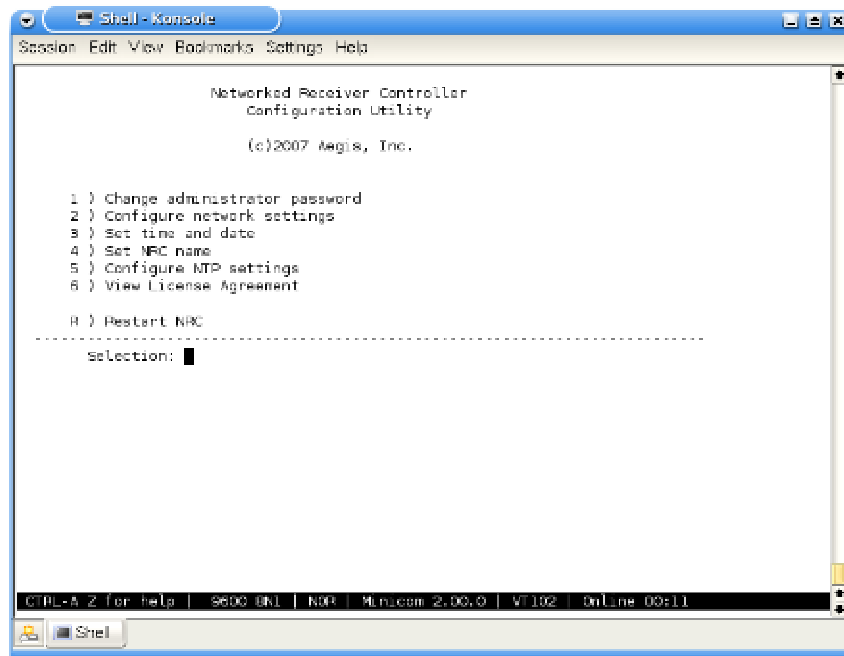 Shell - Konsole
Session Edit View Bookmarks Settings Help
Networked Receiver Controller
Configuration Utility
(c)2007 Aegis, Inc.
1 ) Change administrator password
2 ) Configure network settings
3 ) Set time and date
4 ) Set NRC name
5 ) Configure NTP settings
6 ) View License Agreement
R ) Restart NRC
Selection:
CTRL-A Z for help | 9600 8N1 | NOR | Minicom 2.00.0 | VT102 | Online 00:11
Shell